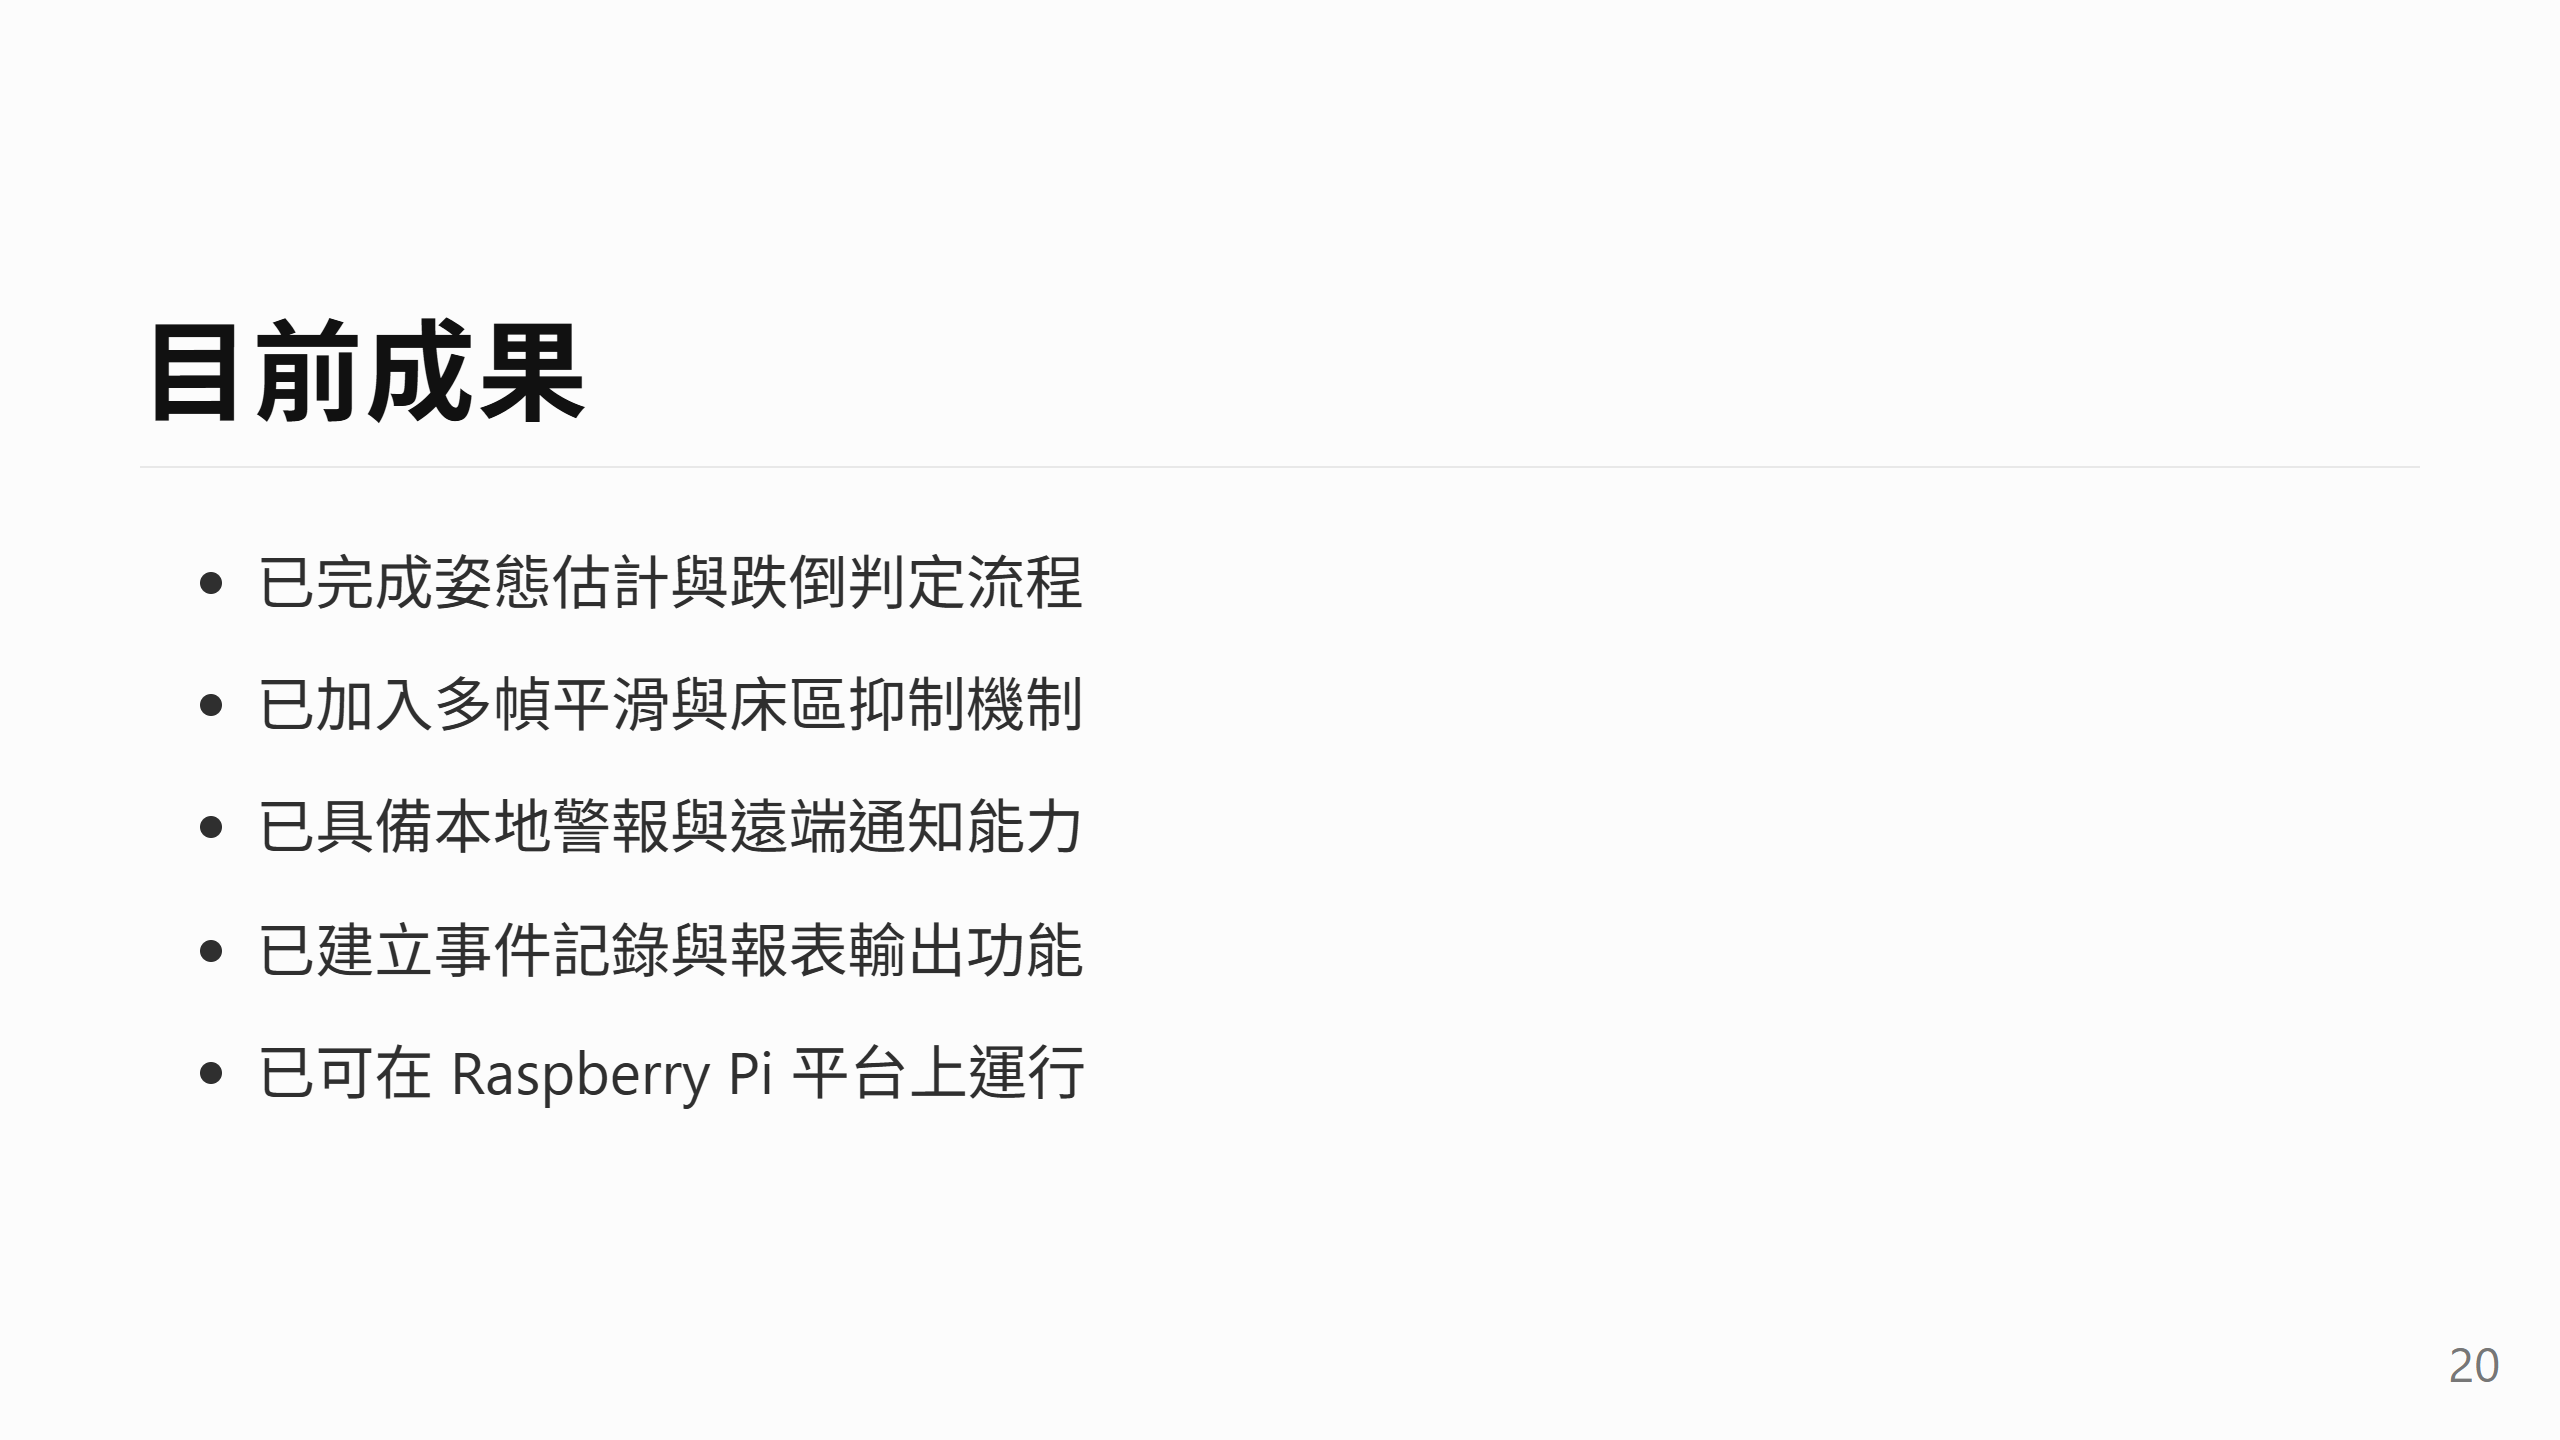 目前成果
• 已完成姿態估計與跌倒判定流程
• 已加入多幀平滑與床區抑制機制
• 已具備本地警報與遠端通知能力
• 已建立事件記錄與報表輸出功能
• 已可在 Raspberry Pi 平台上運行
20